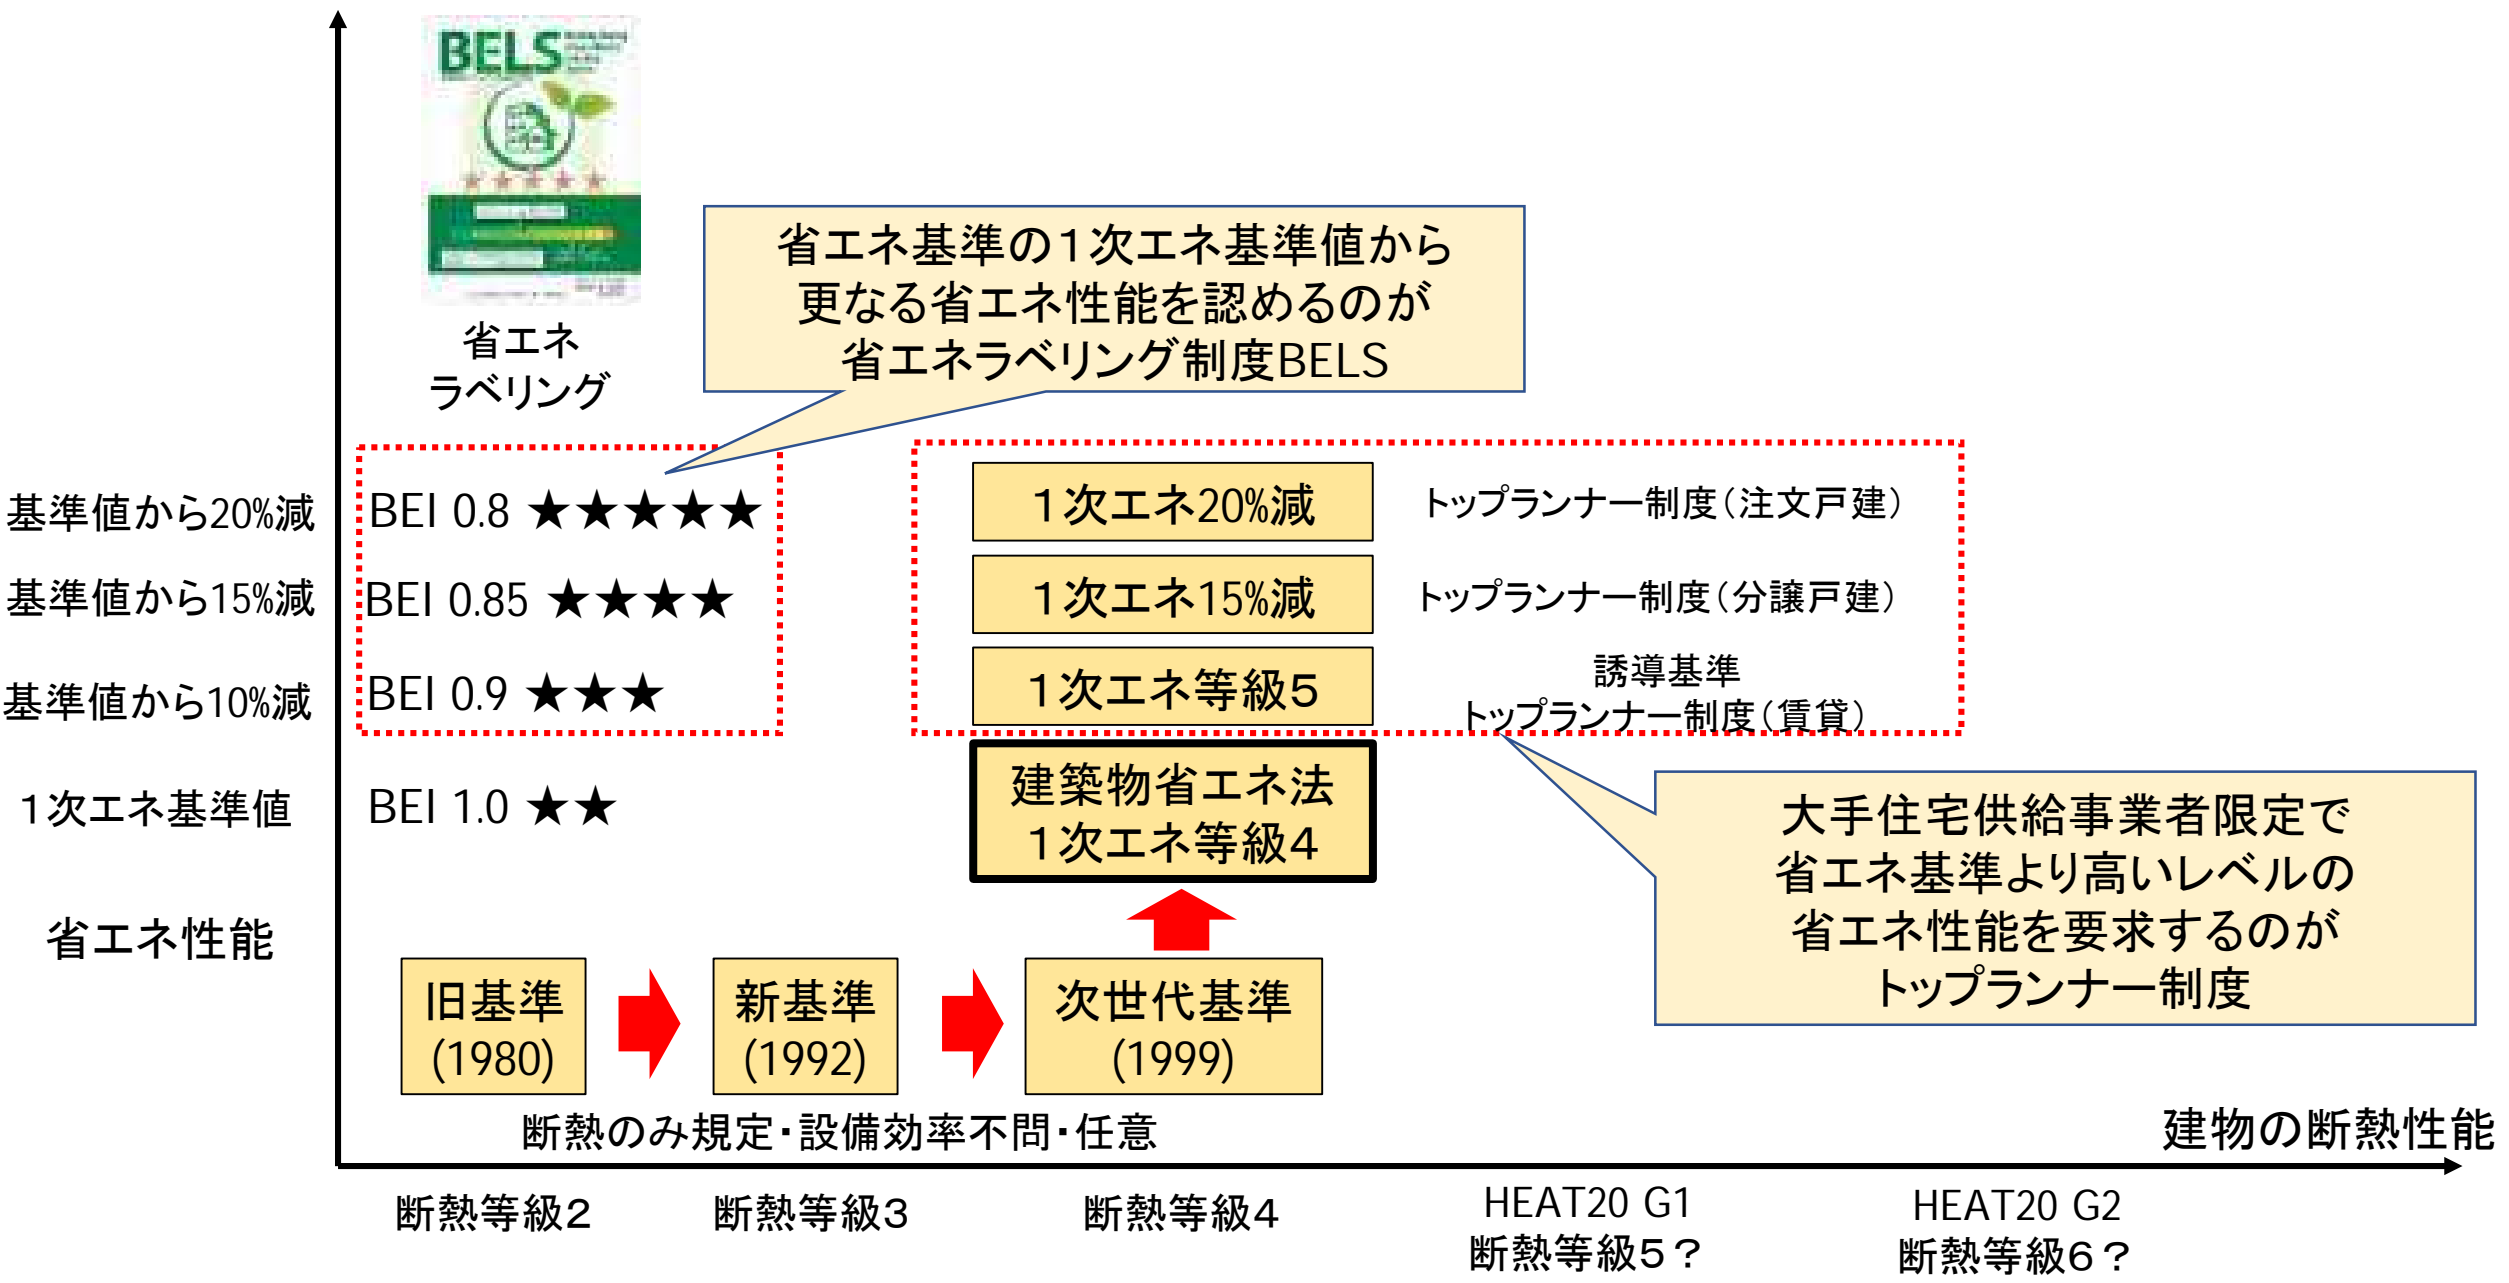 BELS
省エネ
ラベリング
省エネ基準の１次エネ基準値から
更なる省エネ性能を認めるのが
省エネラベリング制度BELS
基準値から20%減
BEI 0.8 ★★★★★
１次エネ20%減
トップランナー制度（注文戸建）
基準値から15%減
BEI 0.85 ★★★★
１次エネ15%減
トップランナー制度（分譲戸建）
基準値から10%減
BEI 0.9 ★★★
１次エネ等級５
誘導基準
トップランナー制度（賃貸）
１次エネ基準値
BEI 1.0 ★★
建築物省エネ法
１次エネ等級４
大手住宅供給事業者限定で
省エネ基準より高いレベルの
省エネ性能を要求するのが
トップランナー制度
省エネ性能
旧基準
(1980)
新基準
(1992)
次世代基準
(1999)
断熱のみ規定・設備効率不問・任意
建物の断熱性能
断熱等級２
断熱等級３
断熱等級４
HEAT20 G1
断熱等級５？
HEAT20 G2
断熱等級６？